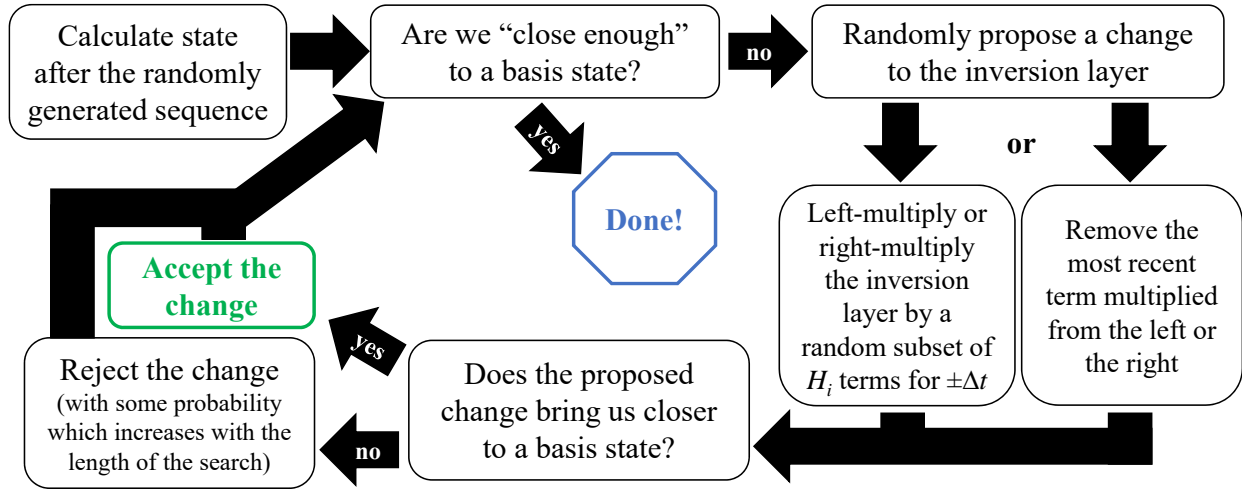 Calculate state
after the randomly
generated sequence
Are we “close enough”
to a basis state?
no
Randomly propose a change
to the inversion layer
yes
Done!
or
Left-multiply or
right-multiply
the inversion
layer by a
random subset of
Hᵢ terms for ±Δt
Remove the
most recent
term multiplied
from the left or
the right
Does the proposed
change bring us closer
to a basis state?
yes
Accept the
change
no
Reject the change
(with some probability
which increases with the
length of the search)